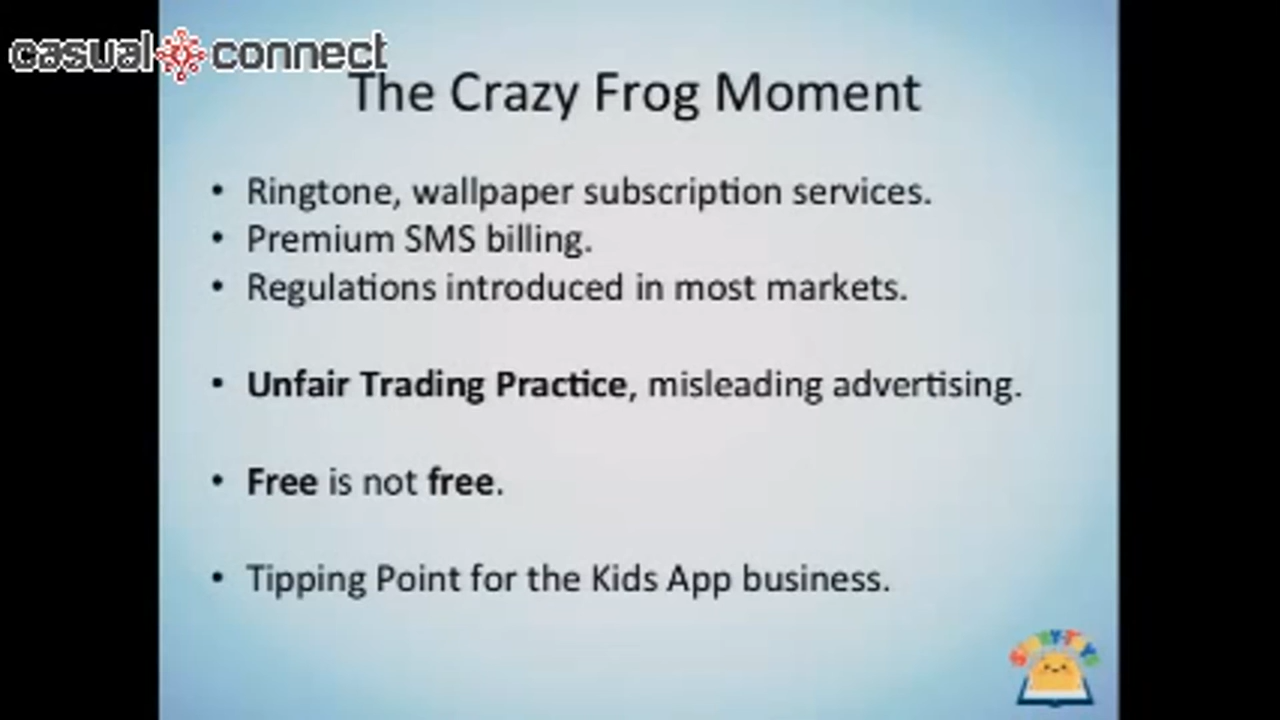 casual connect
The Crazy Frog Moment
• Ringtone, wallpaper subscription services.
• Premium SMS billing.
• Regulations introduced in most markets.
• Unfair Trading Practice, misleading advertising.
• Free is not free.
• Tipping Point for the Kids App business.